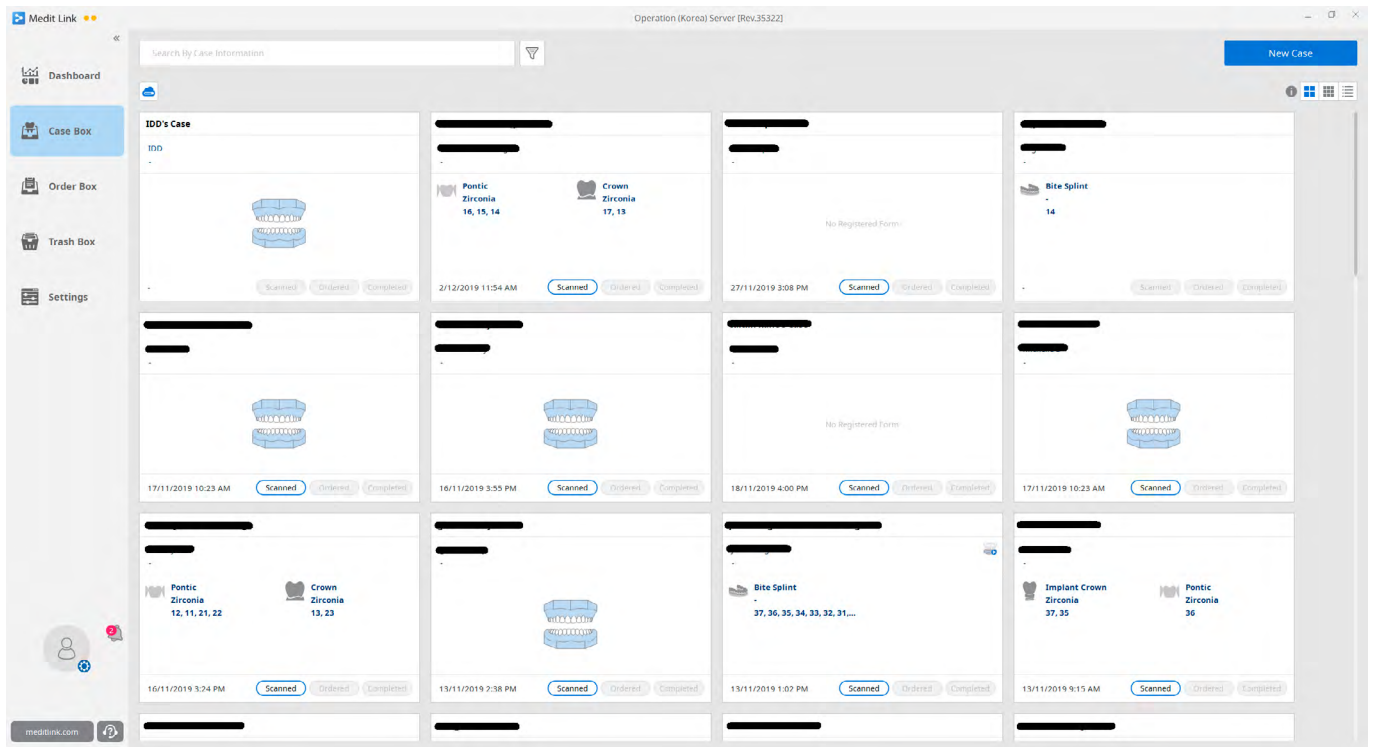 Medit Link
Operation (Korea) Server [Rev.35322]
Search By Case Information
New Case
Dashboard
Case Box
Order Box
Trash Box
Settings
2
meditlink.com
IDD's Case
IDD
-
-
Scanned Ordered Completed
-
Pontic
Zirconia
16, 15, 14
Crown
Zirconia
17, 13
2/12/2019 11:54 AM
Scanned Ordered Completed
-
No Registered Form
27/11/2019 3:08 PM
Scanned Ordered Completed
-
Bite Splint
-
14
-
Scanned Ordered Completed
-
17/11/2019 10:23 AM
Scanned Ordered Completed
-
16/11/2019 3:55 PM
Scanned Ordered Completed
-
No Registered Form
18/11/2019 4:00 PM
Scanned Ordered Completed
-
17/11/2019 10:23 AM
Scanned Ordered Completed
-
Pontic
Zirconia
12, 11, 21, 22
Crown
Zirconia
13, 23
16/11/2019 3:24 PM
Scanned Ordered Completed
-
13/11/2019 2:38 PM
Scanned Ordered Completed
-
Bite Splint
-
37, 36, 35, 34, 33, 32, 31,...
13/11/2019 1:02 PM
Scanned Ordered Completed
-
Implant Crown
Zirconia
37, 35
Pontic
Zirconia
36
13/11/2019 9:15 AM
Scanned Ordered Completed